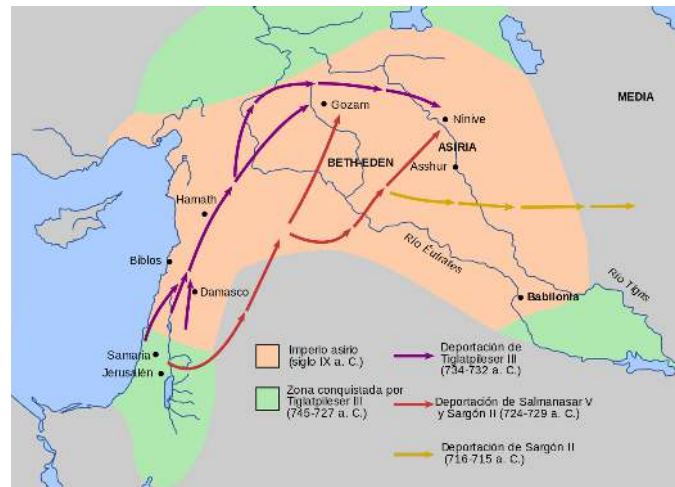 MEDIA
Gozam
Nínive
ASIRIA
BETH-EDEN
Asshur
Hamath
Río Éufrates
Biblos
Damasco
Río Tigris
Babilonia
Samaria
Jerusalén
Imperio asirio
(siglo IX a. C.)
Zona conquistada por
Tiglatpileser III
(745-727 a. C.)
Deportación de
Tiglatpileser III
(734-732 a. C.)
Deportación de Salmanasar V
y Sargón II (724-729 a. C.)
Deportación de Sargón II
(716-715 a. C.)